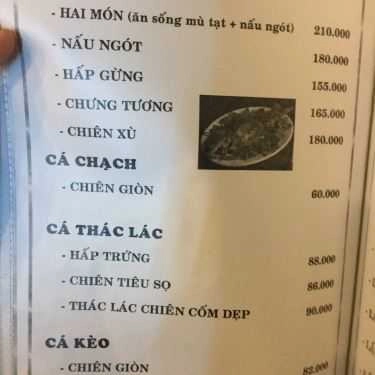 - HAI MÓN (ăn sống mù tạt + nấu ngót) 210.000
- NẤU NGÓT 180.000
- HẤP GỪNG 155.000
- CHƯNG TƯƠNG 165.000
- CHIÊN XÙ 180.000
CÁ CHẠCH
- CHIÊN GIÒN 60.000
CÁ THÁC LÁC
- HẤP TRỨNG 88.000
- CHIÊN TIÊU SỌ 86.000
- THÁC LÁC CHIÊN CỐM DẸP 90.000
CÁ KÈO
- CHIÊN GIÒN 82.000